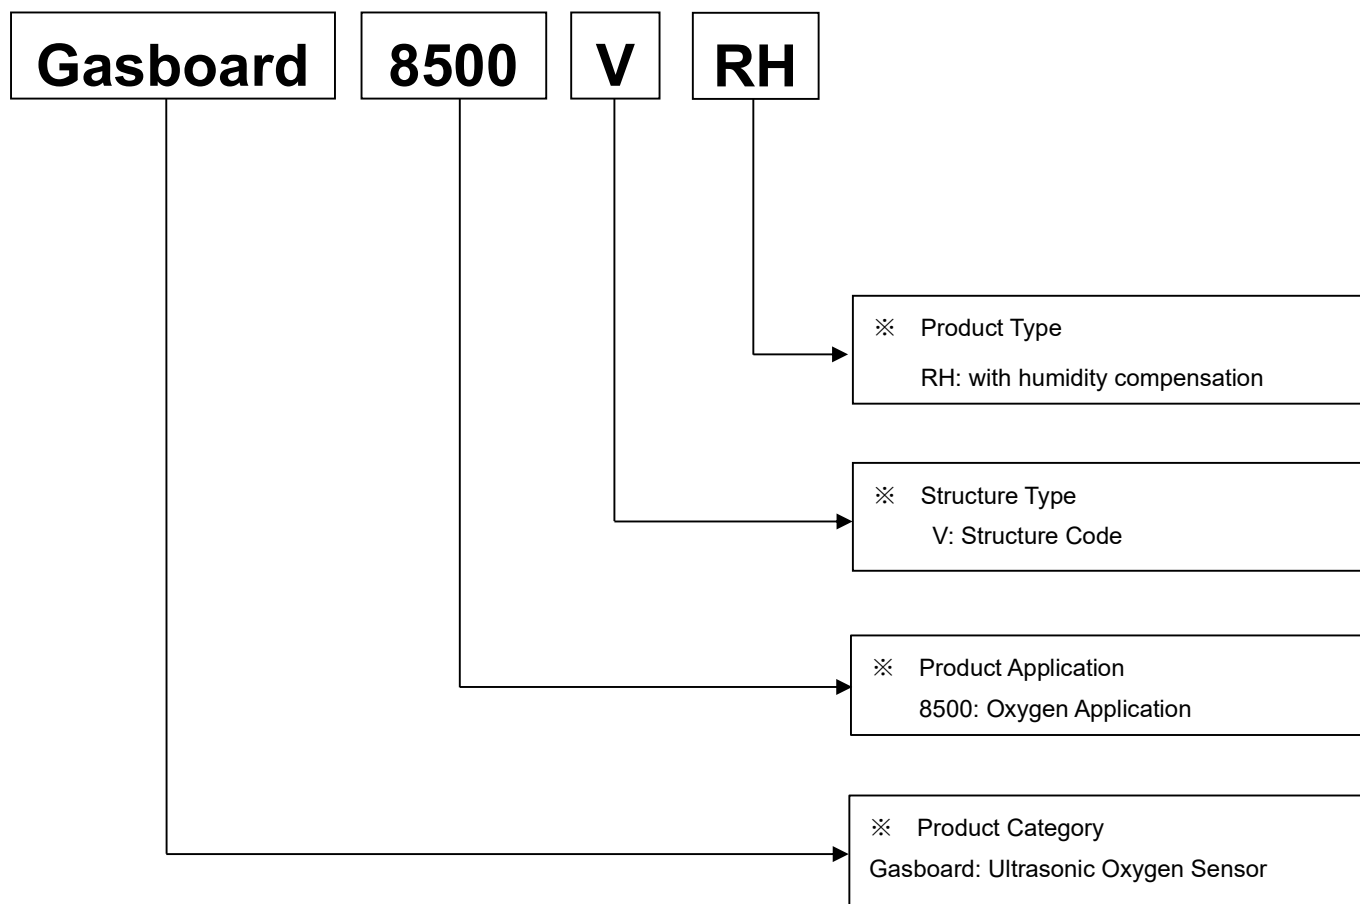 Gasboard 8500 V RH
※ Product Type
RH: with humidity compensation
※ Structure Type
V: Structure Code
※ Product Application
8500: Oxygen Application
※ Product Category
Gasboard: Ultrasonic Oxygen Sensor